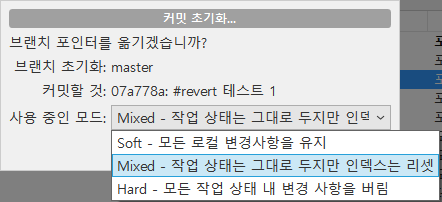 커밋 초기화
브랜치 포인터를 옮기겠습니까?
브랜치 초기화: master
커밋할 것: 07a778a: #revert 테스트 1
사용 중인 모드: Mixed - 작업 상태는 그대로 두지만 인덱
Soft - 모든 로컬 변경사항을 유지
Mixed - 작업 상태는 그대로 두지만 인덱스는 리셋
Hard - 모든 작업 상태 내 변경 사항을 버림